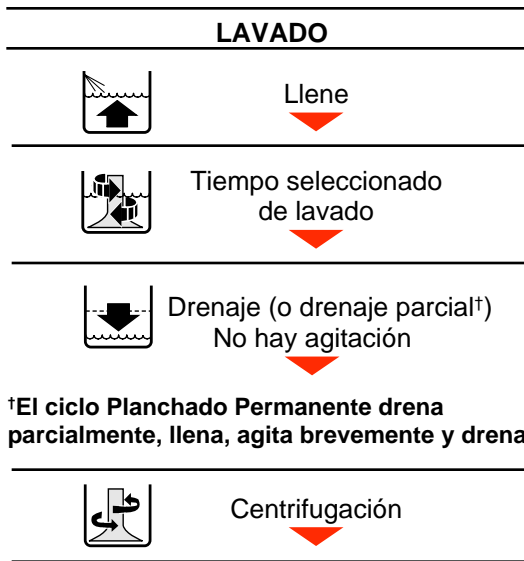 LAVADO
Llene
Tiempo seleccionado
de lavado
Drenaje (o drenaje parcial†)
No hay agitación
†El ciclo Planchado Permanente drena
parcialmente, llena, agita brevemente y drena
Centrifugación